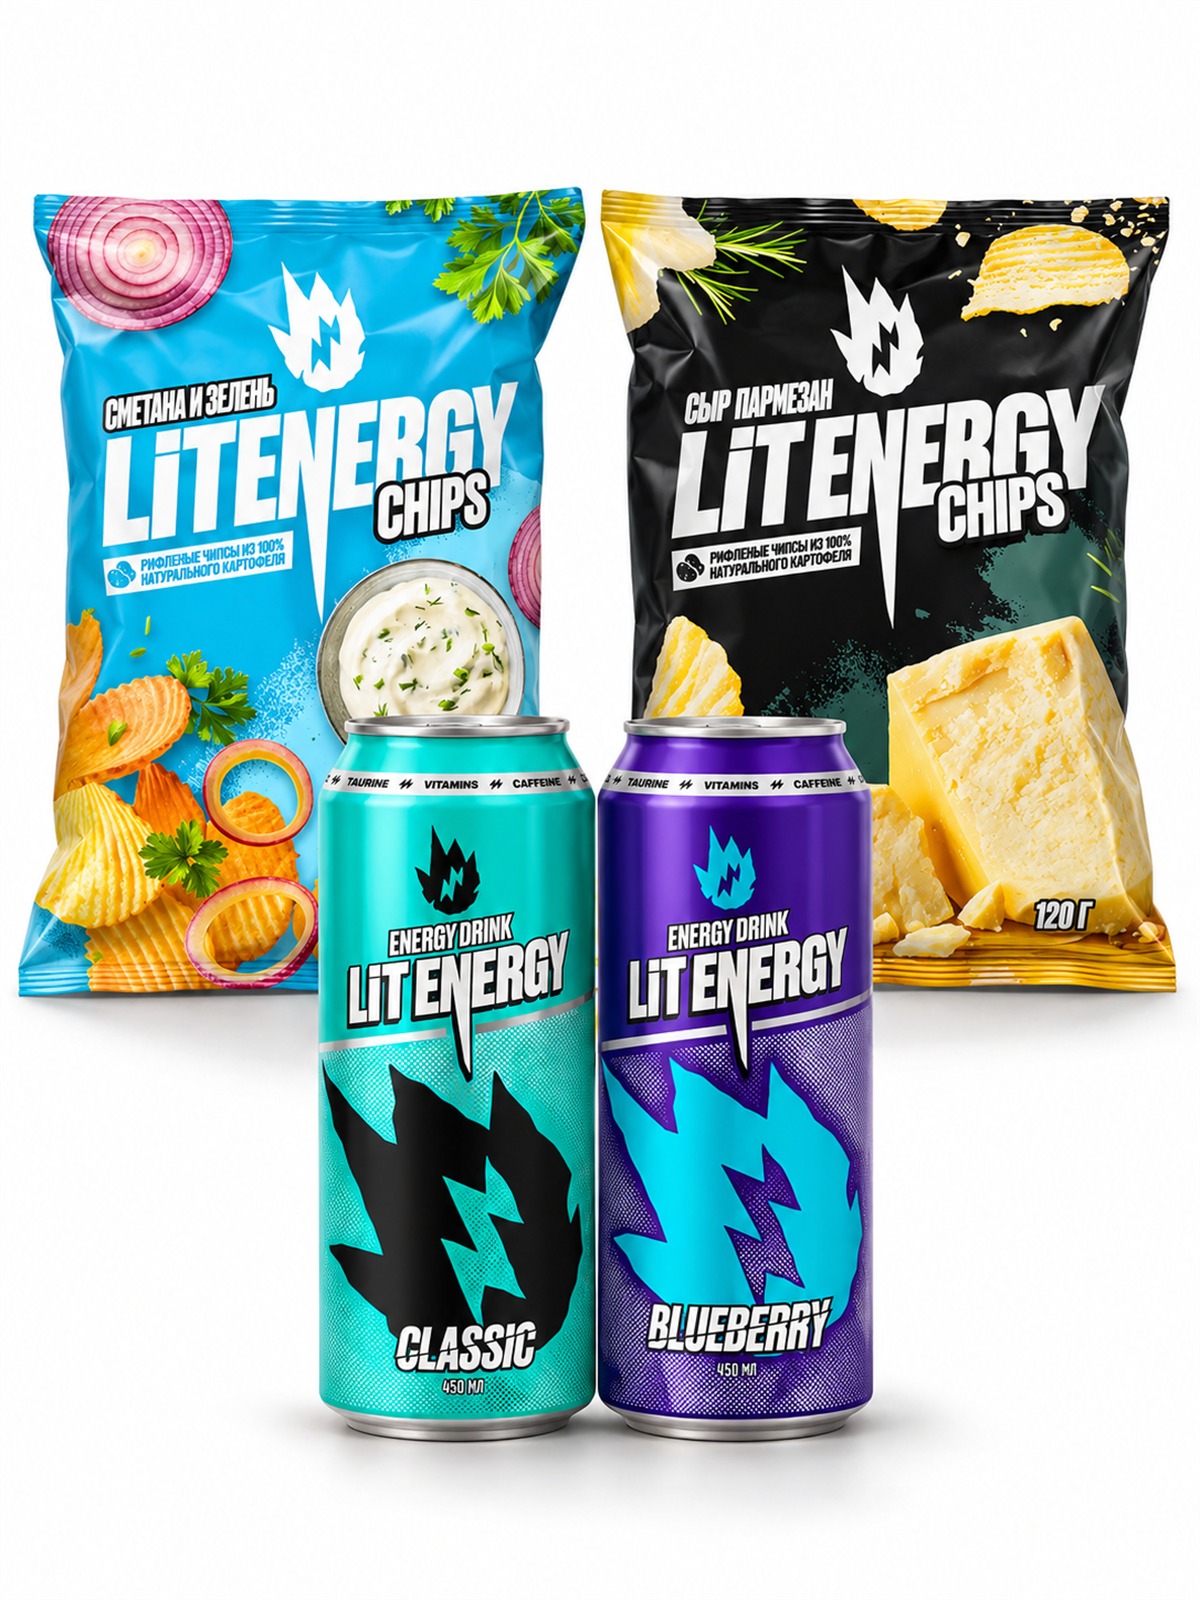 СМЕТАНА И ЗЕЛЕНЬ
LiTENERGY
CHIPS
РИФЛЕНЫЕ ЧИПСЫ ИЗ 100%
НАТУРАЛЬНОГО КАРТОФЕЛЯ
СЫР ПАРМЕЗАН
LiTENERGY
CHIPS
РИФЛЕНЫЕ ЧИПСЫ ИЗ 100%
НАТУРАЛЬНОГО КАРТОФЕЛЯ
120 Г
TAURINE VITAMINS CAFFEINE
ENERGY DRINK
LiT ENERGY
CLASSIC
450 МЛ
TAURINE VITAMINS CAFFEINE
ENERGY DRINK
LiT ENERGY
BLUEBERRY
450 МЛ